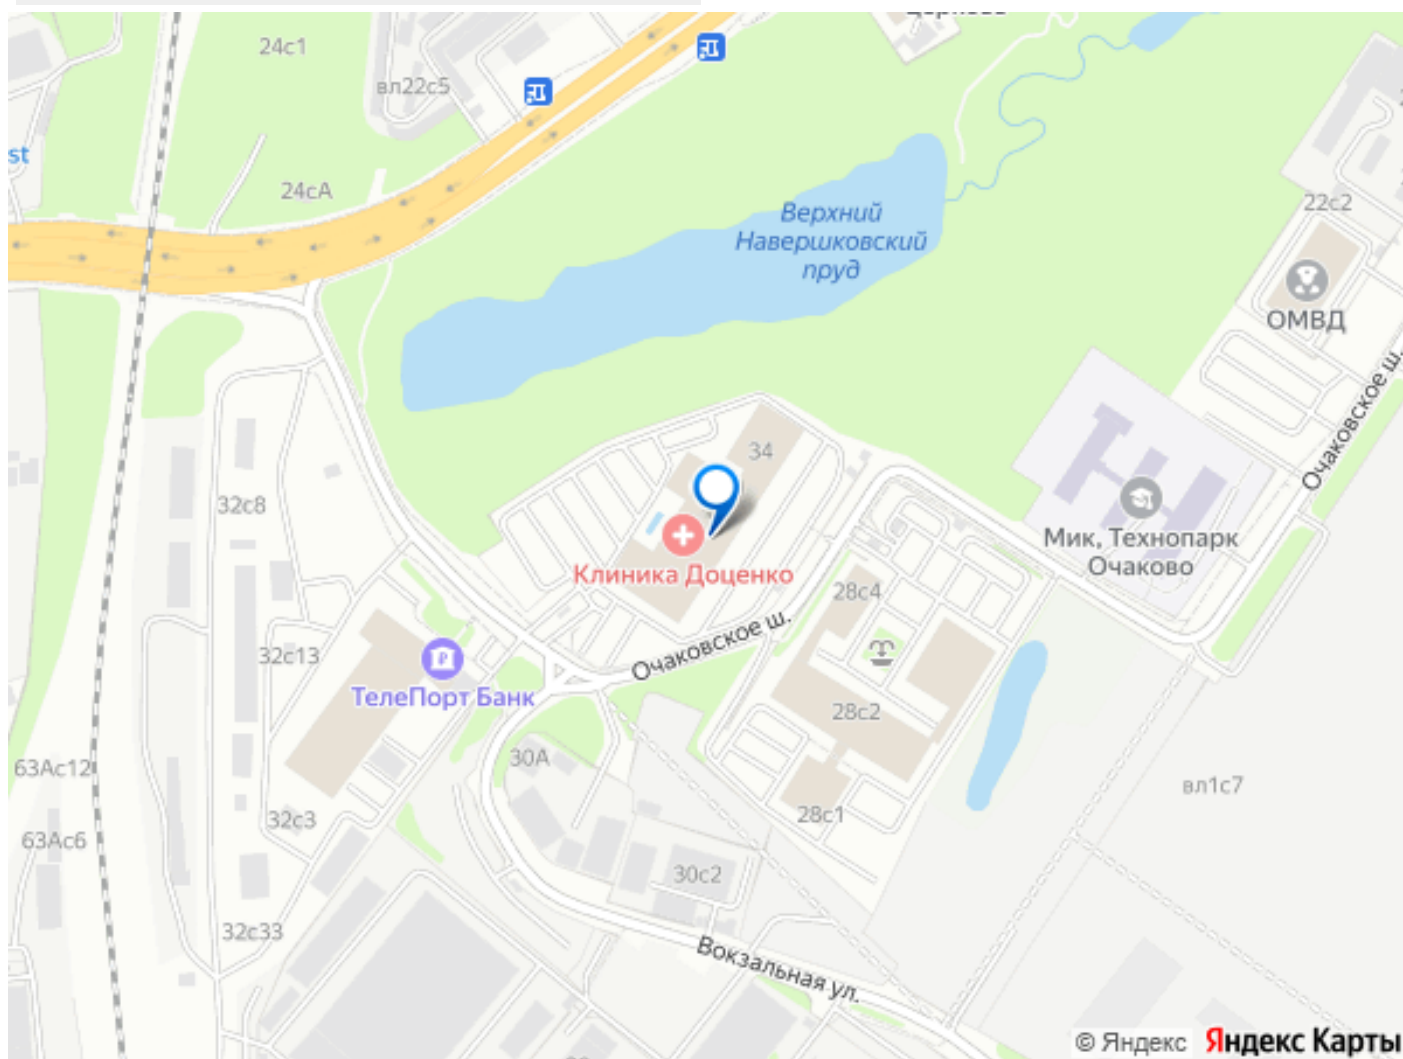 24с1
вл22с5
st
24сА
Верхний
Навершковский
пруд
22с2
ОМВД
Очаковское ш.
34
32с8
Клиника Доценко
Мик, Технопарк
Очаково
28с4
Очаковское ш.
32с13
ТелеПорт Банк
28с2
30А
63Ас12
вл1с7
28с1
32с3
63Ас6
30с2
32с33
Вокзальная ул.
© Яндекс Яндекс Карты